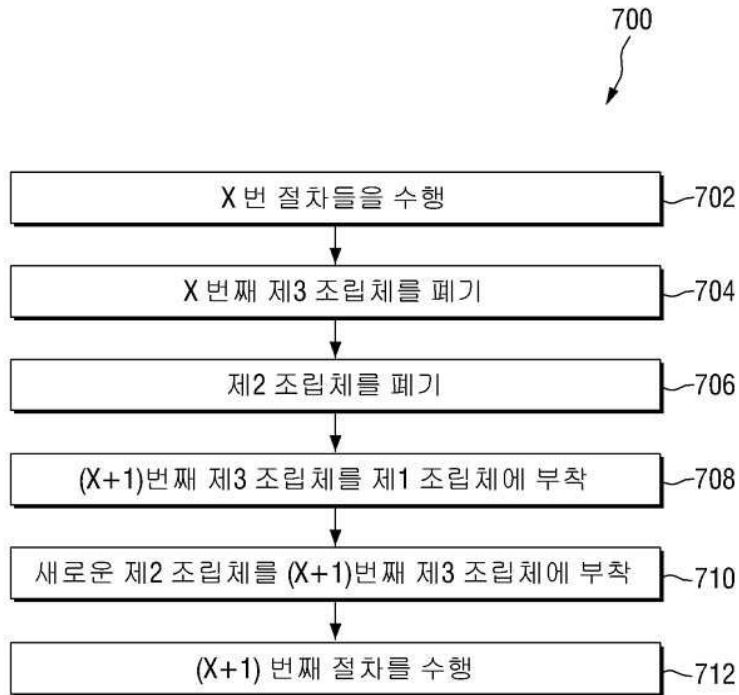 700
X 번 절차들을 수행
702
X 번째 제3 조립체를 폐기
704
제2 조립체를 폐기
706
(X+1)번째 제3 조립체를 제1 조립체에 부착
708
새로운 제2 조립체를 (X+1)번째 제3 조립체에 부착
710
(X+1) 번째 절차를 수행
712